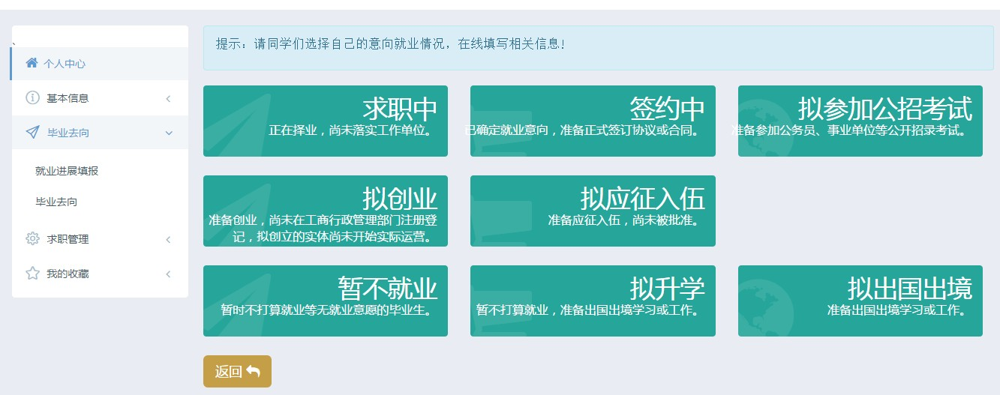 、
个人中心
基本信息
毕业去向
就业进展填报
毕业去向
求职管理
我的收藏
提示：请同学们选择自己的意向就业情况，在线填写相关信息！
求职中
正在择业，尚未落实工作单位。
签约中
已确定就业意向，准备正式签订协议或合同。
拟参加公招考试
准备参加公务员、事业单位等公开招录考试。
拟创业
准备创业，尚未在工商行政管理部门注册登
记，拟创立的实体尚未开始实际运营。
拟应征入伍
准备应征入伍，尚未被批准。
暂不就业
暂时不打算就业等无就业意愿的毕业生。
拟升学
暂不打算就业，准备出国出境学习或工作。
拟出国出境
准备出国出境学习或工作。
返回